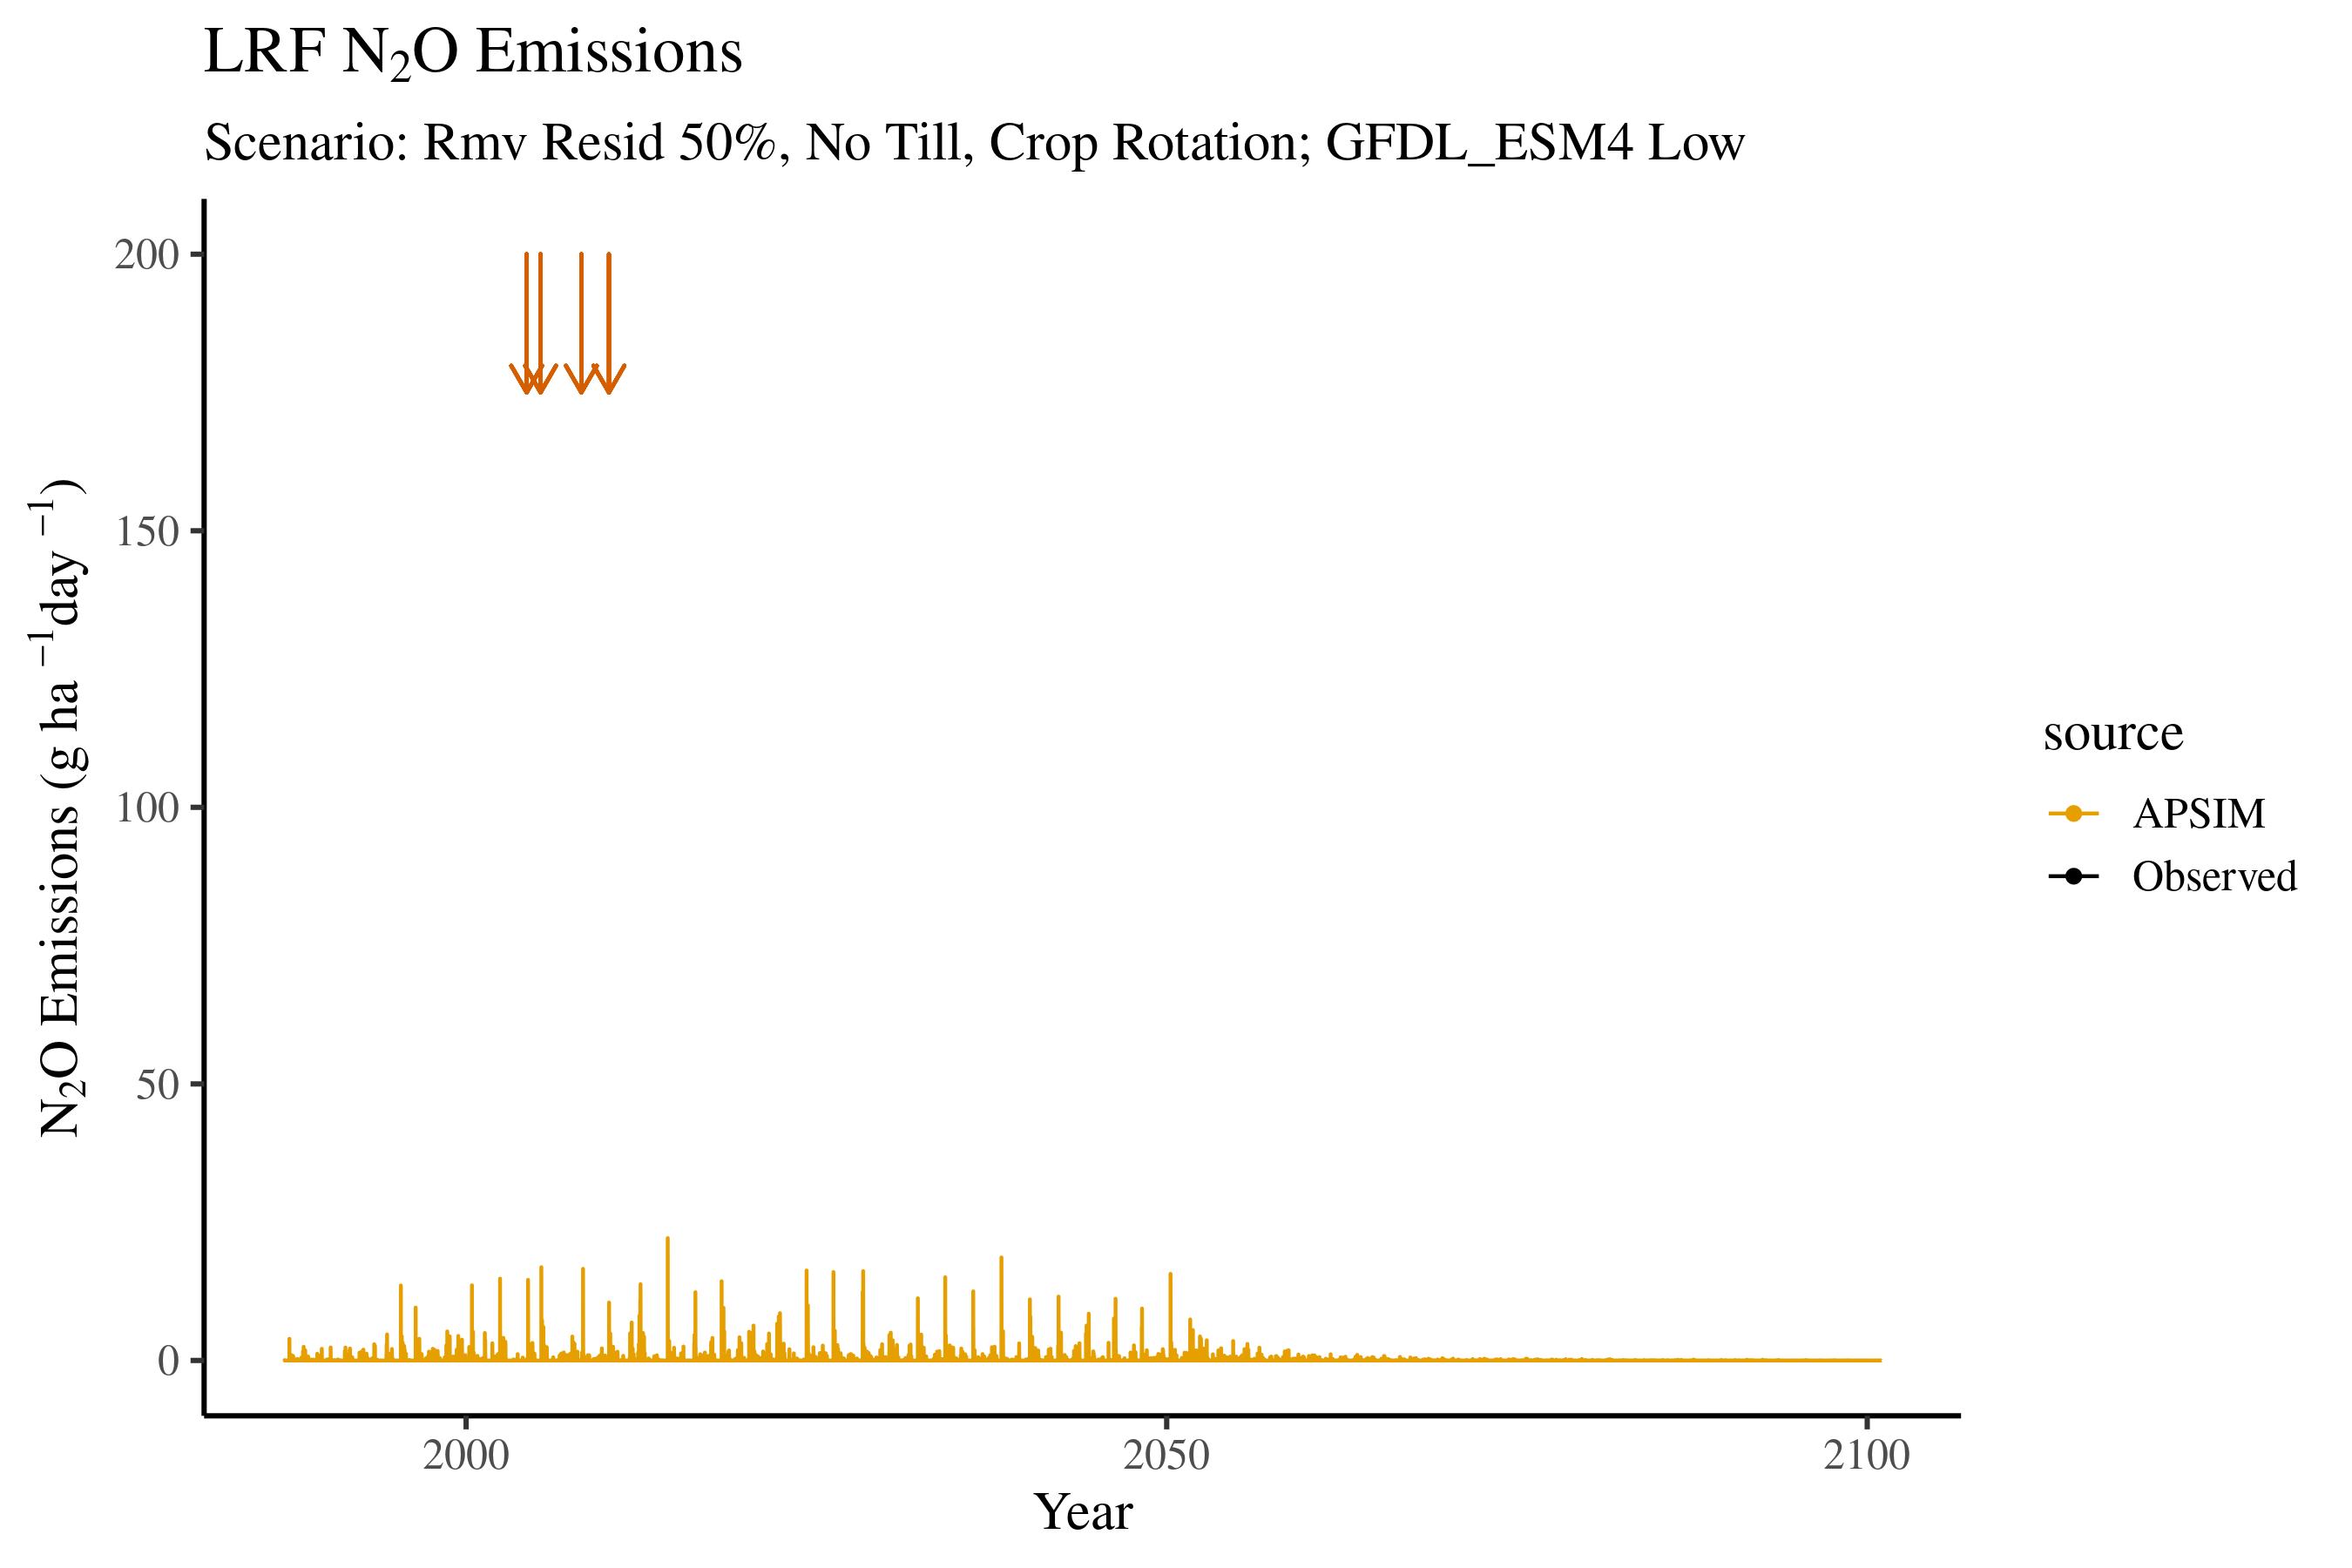 LRF N₂O Emissions
Scenario: Rmv Resid 50%, No Till, Crop Rotation; GFDL_ESM4 Low
N₂O Emissions (g ha ⁻¹day ⁻¹)
200
150
100
50
0
2000
2050
2100
Year
source
APSIM
Observed